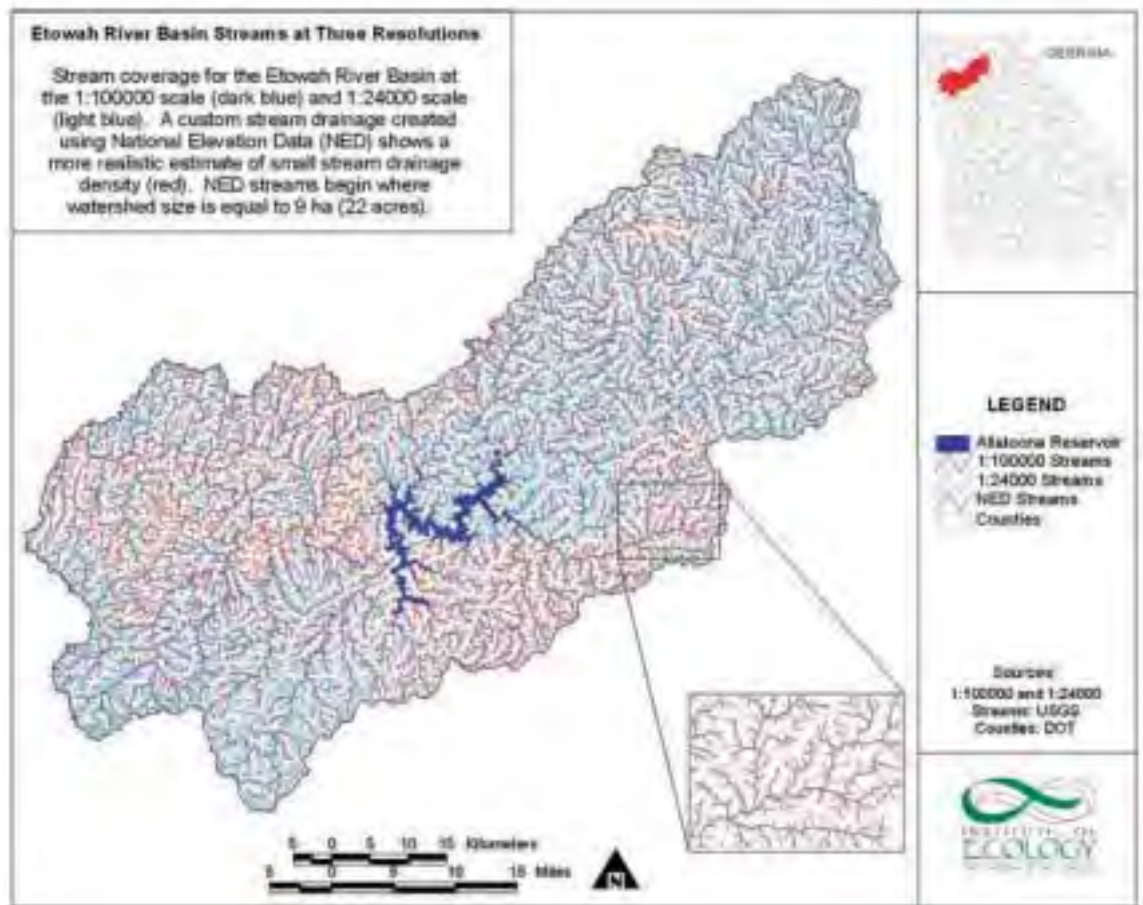 Etowah River Basin Streams at Three Resolutions
Stream coverage for the Etowah River Basin at
the 1:100000 scale (dark blue) and 1:24000 scale
(light blue). A custom stream drainage created
using National Elevation Data (NED) shows a
more realistic estimate of small stream drainage
density (red). NED streams begin where
watershed size is equal to 9 ha (22 acres).
GEORGIA
LEGEND
Allatoona Reservoir
1:100000 Streams
1:24000 Streams
NED Streams
Counties
Sources:
1:100000 and 1:24000
Streams: USGS
Counties: DOT
INSTITUTE OF
ECOLOGY
5 0 5 10 15 Kilometers
5 0 5 10 15 Miles
N